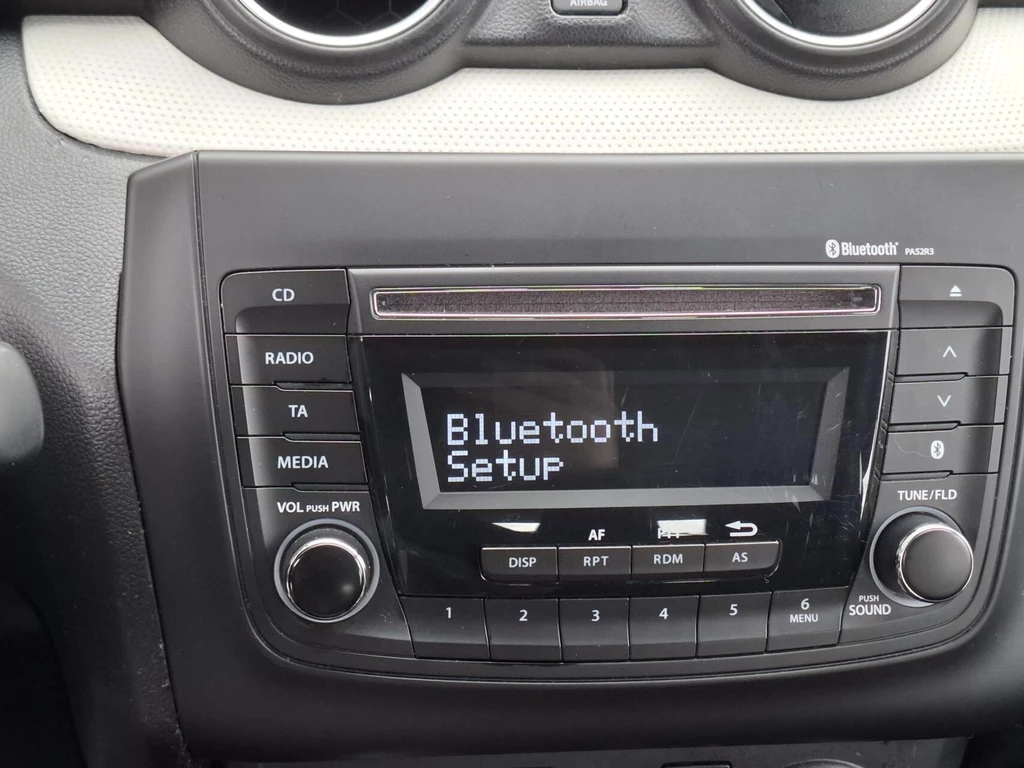 AIRBAG
Bluetooth PA52R3
CD
RADIO
TA
MEDIA
VOL PUSH PWR
Bluetooth
Setup
TUNE/FLD
PUSH
SOUND
AF
DISP
RPT
RDM
AS
1
2
3
4
5
6
MENU